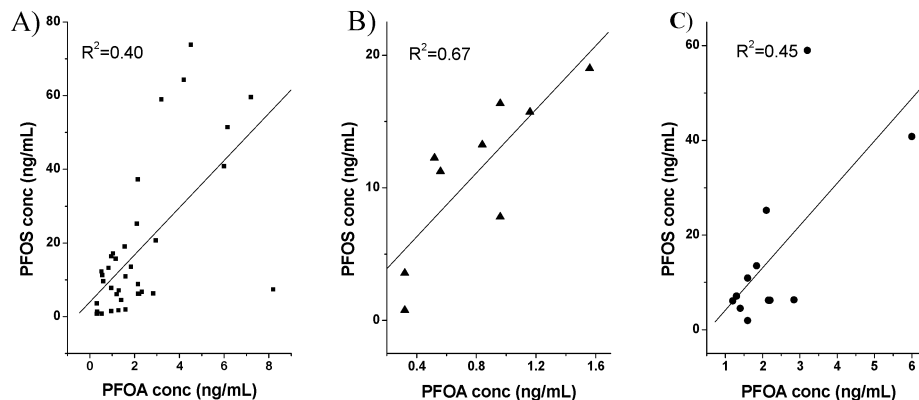 A)
R²=0.40
PFOS conc (ng/mL)
80
60
40
20
0
0 2 4 6 8
PFOA conc (ng/mL)
B)
R²=0.67
PFOS conc (ng/mL)
20
10
0
0.4 0.8 1.2 1.6
PFOA conc (ng/mL)
C)
R²=0.45
PFOS conc (ng/mL)
60
40
20
0
1 2 3 4 5 6
PFOA conc (ng/mL)